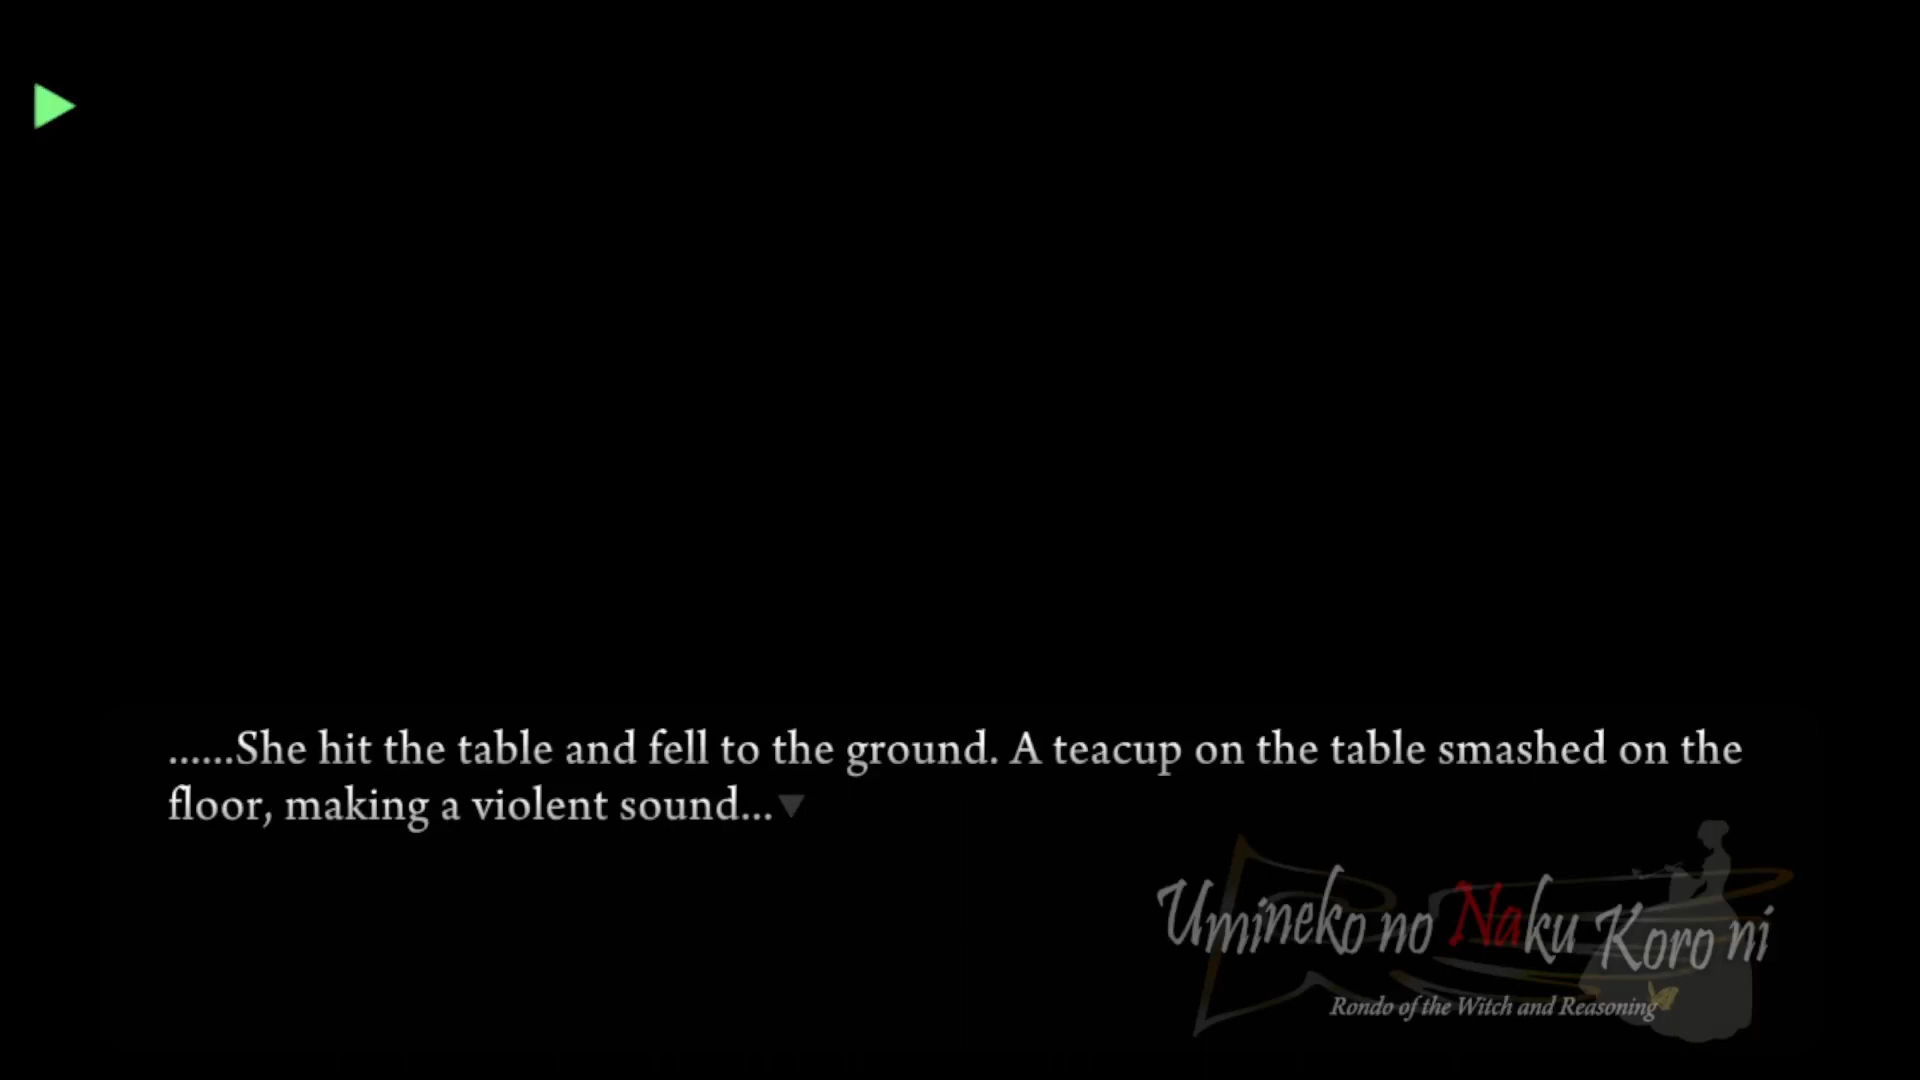 ......She hit the table and fell to the ground. A teacup on the table smashed on the
floor, making a violent sound...
Umineko no Naku Koro ni
Rondo of the Witch and Reasoning